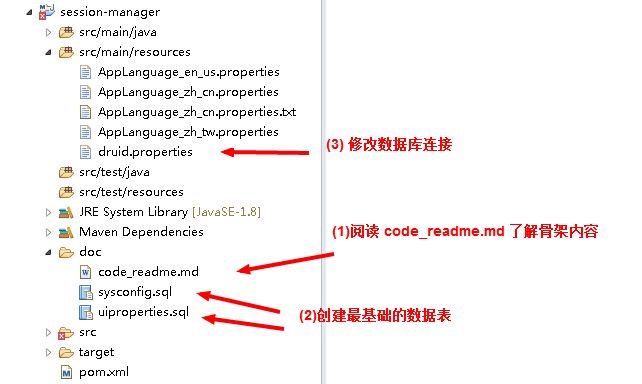 session-manager
src/main/java
src/main/resources
AppLanguage_en_us.properties
AppLanguage_zh_cn.properties
AppLanguage_zh_cn.properties.txt
AppLanguage_zh_tw.properties
druid.properties
(3) 修改数据库连接
src/test/java
src/test/resources
JRE System Library [JavaSE-1.8]
Maven Dependencies
(1)阅读 code_readme.md 了解骨架内容
doc
code_readme.md
sysconfig.sql
uiproperties.sql
(2)创建最基础的数据表
src
target
pom.xml